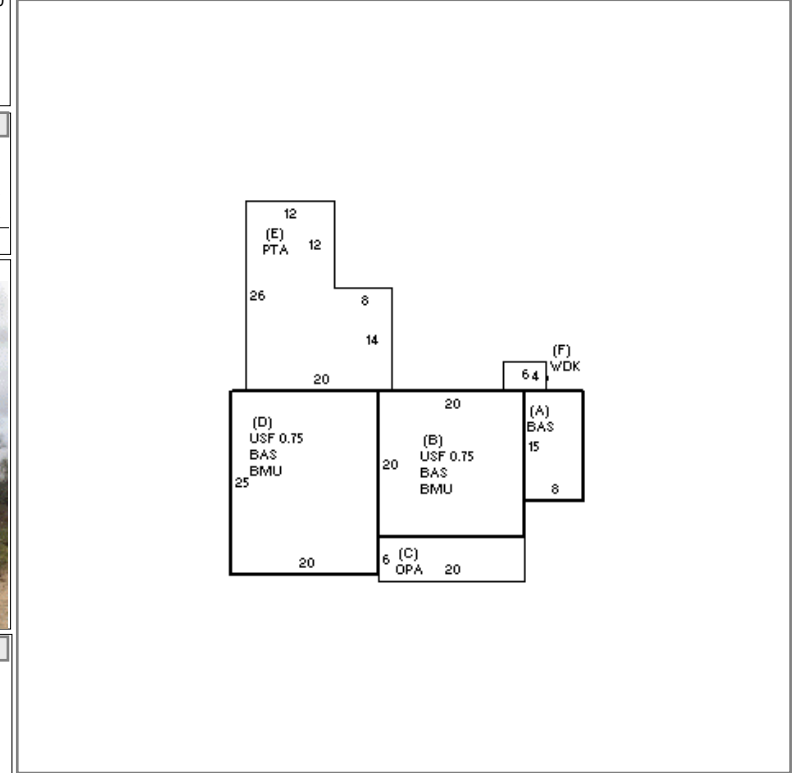 12
(E)
PTA
12
26
8
14
20
(F)
WDK
6 4
(D)
USF 0.75
BAS
BMU
25
20
20
20
(B)
USF 0.75
BAS
BMU
(A)
BAS
15
8
6
(C)
OPA
20